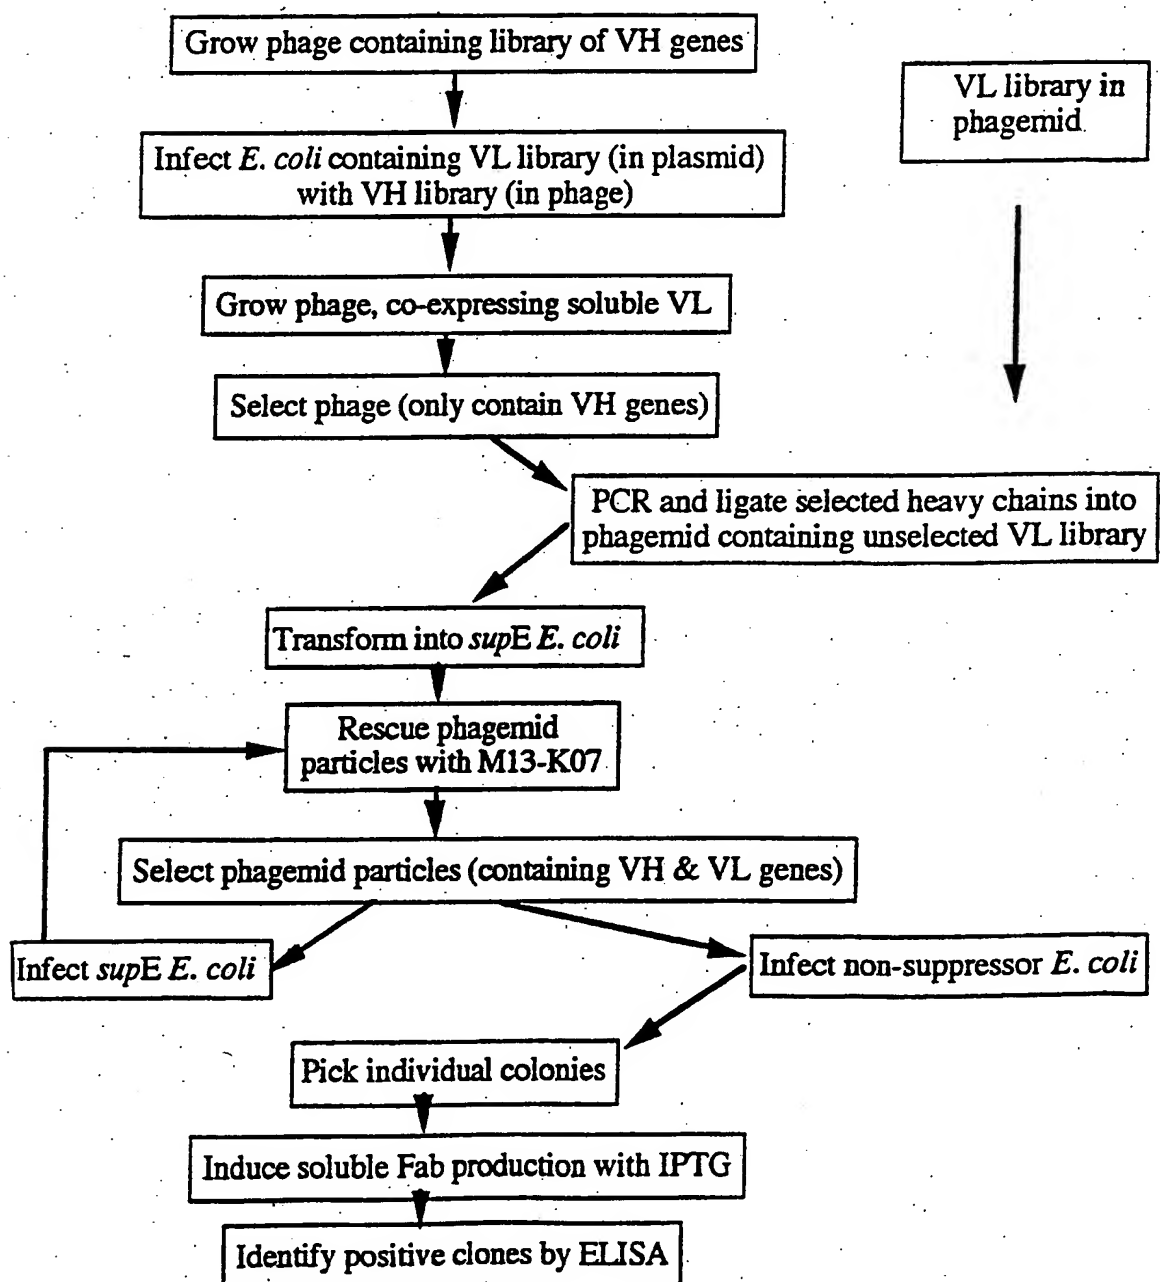 Grow phage containing library of VH genes
VL library in
phagemid
Infect E. coli containing VL library (in plasmid)
with VH library (in phage)
Grow phage, co-expressing soluble VL
Select phage (only contain VH genes)
PCR and ligate selected heavy chains into
phagemid containing unselected VL library
Transform into supE E. coli
Rescue phagemid
particles with M13-K07
Select phagemid particles (containing VH & VL genes)
Infect supE E. coli
Infect non-suppressor E. coli
Pick individual colonies
Induce soluble Fab production with IPTG
Identify positive clones by ELISA